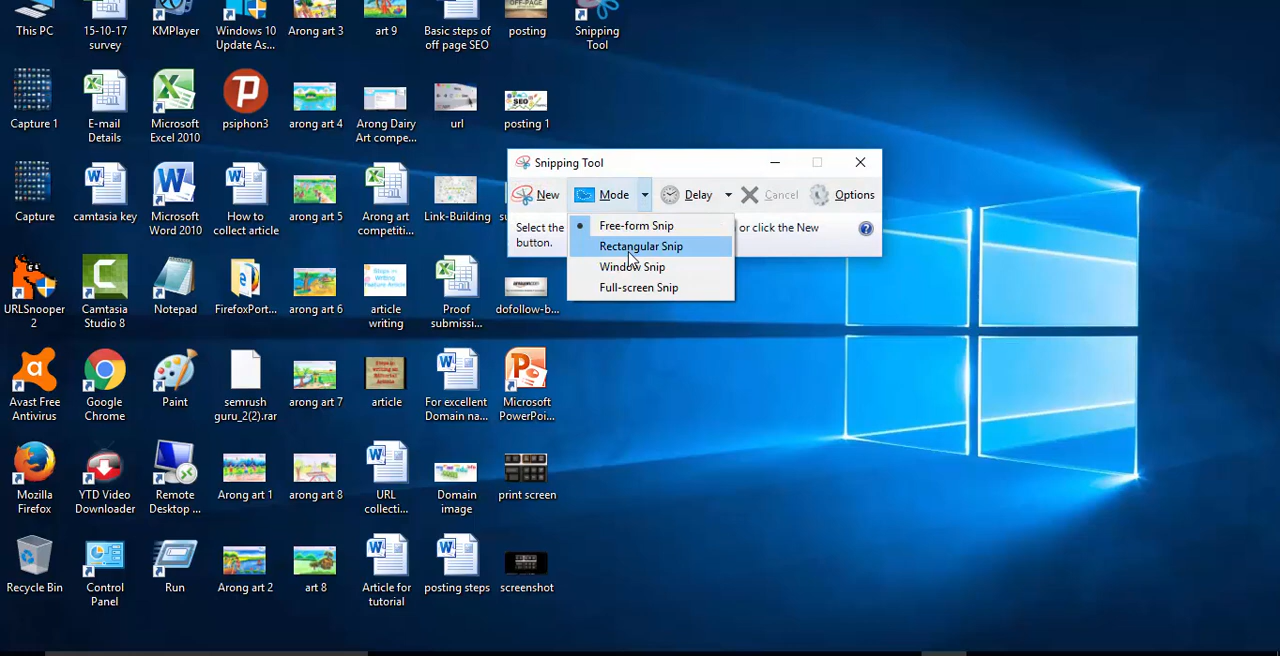 This PC
15-10-17
survey
KMPlayer
Windows 10
Update As...
Arong art 3
art 9
Basic steps of
off page SEO
OFF-PAGE
posting
Snipping
Tool
Capture 1
E-mail
Details
Microsoft
Excel 2010
psiphon3
arong art 4
Arong Dairy
Art compe...
url
SEO
posting 1
Capture
camtasia key
Microsoft
Word 2010
How to
collect article
arong art 5
Arong art
competiti...
Link-Building
Snipping Tool
New
Mode
Delay
Cancel
Options
Select the
button.
or click the New
Free-form Snip
Rectangular Snip
Window Snip
Full-screen Snip
URLSnooper
2
Camtasia
Studio 8
Notepad
FirefoxPort...
arong art 6
Steps in
Writing
Feature Article
article
writing
Proof
submissi...
dofollow-b...
Avast Free
Antivirus
Google
Chrome
Paint
semrush
guru_2(2).rar
arong art 7
article
For excellent
Domain na...
Microsoft
PowerPoi...
Mozilla
Firefox
YTD Video
Downloader
Remote
Desktop ...
Arong art 1
arong art 8
URL
collecti...
Domain
image
print screen
Recycle Bin
Control
Panel
Run
Arong art 2
art 8
Article for
tutorial
posting steps
screenshot